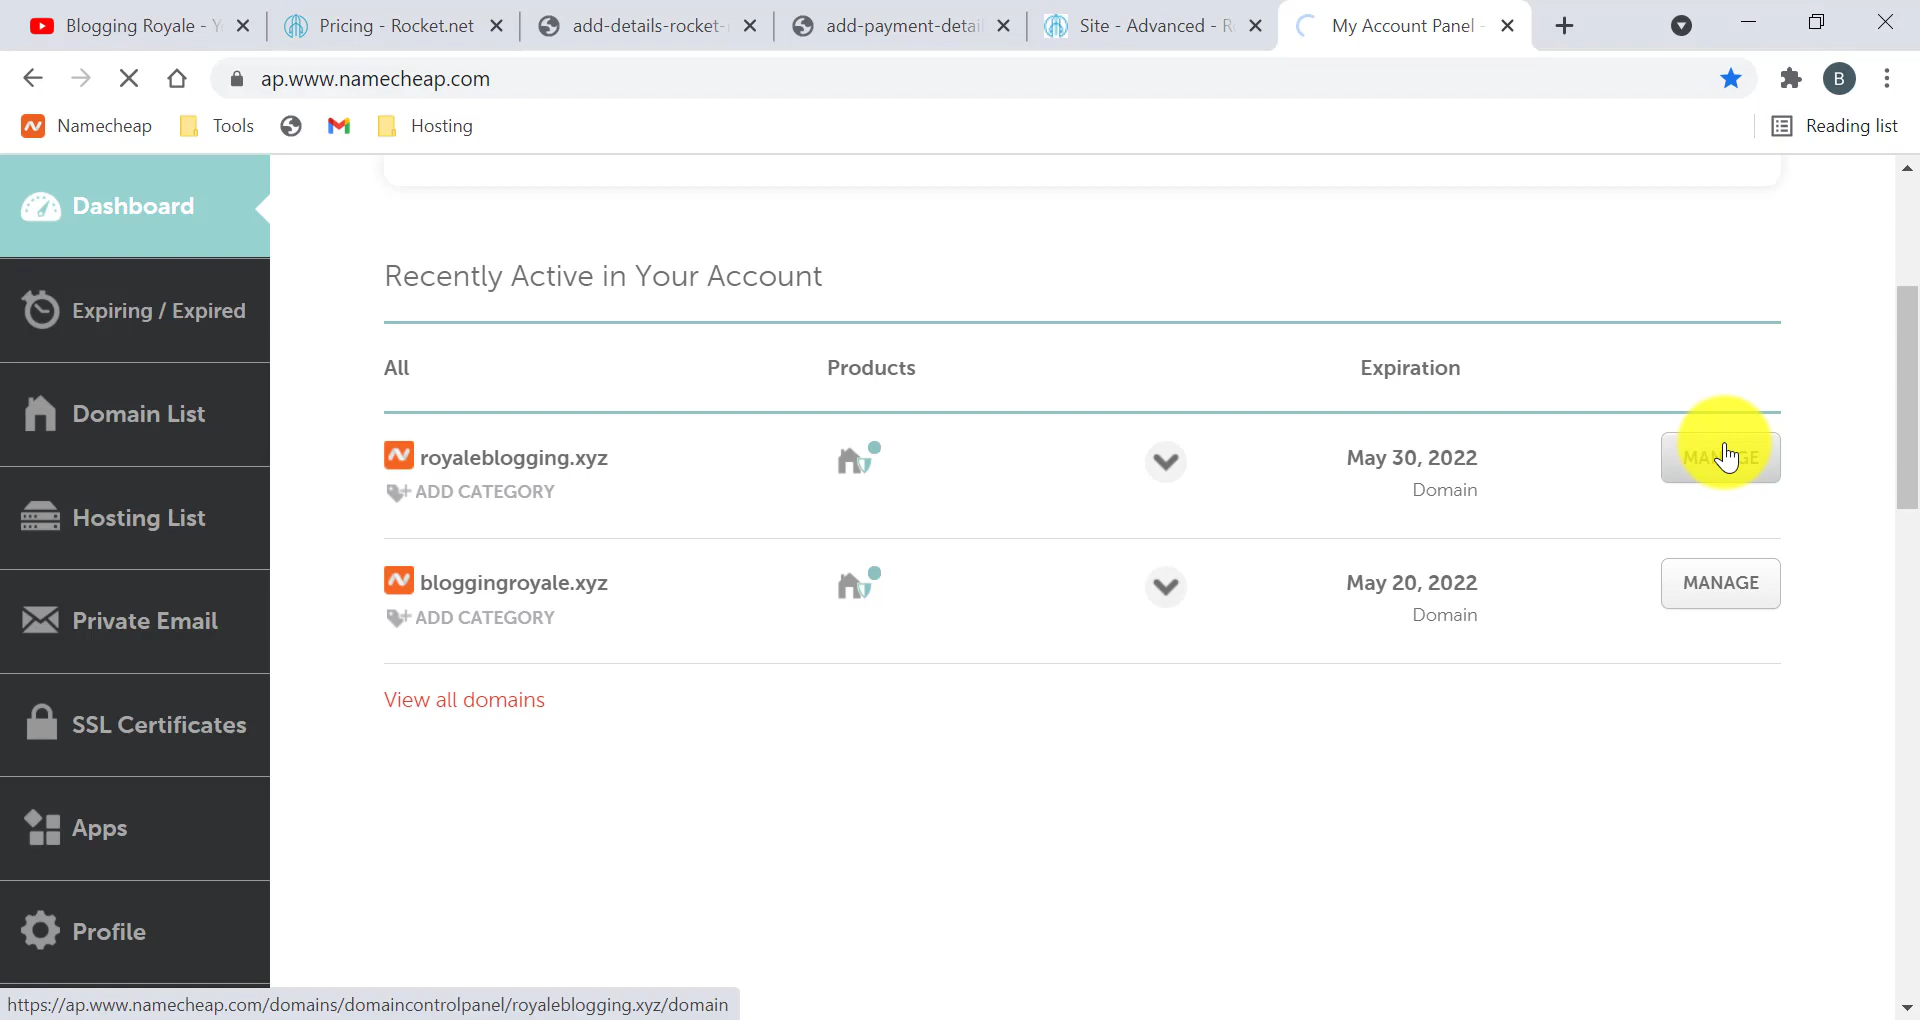 Blogging Royale - Y
Pricing - Rocket.net
add-details-rocket-
add-payment-detail
Site - Advanced - R
My Account Panel -
ap.www.namecheap.com
B
Namecheap
Tools
Hosting
Reading list
Dashboard
Expiring / Expired
Domain List
Hosting List
Private Email
SSL Certificates
Apps
Profile
Recently Active in Your Account
All
Products
Expiration
royaleblogging.xyz
May 30, 2022
MANAGE
ADD CATEGORY
Domain
bloggingroyale.xyz
May 20, 2022
MANAGE
ADD CATEGORY
Domain
View all domains
https://ap.www.namecheap.com/domains/domaincontrolpanel/royaleblogging.xyz/domain